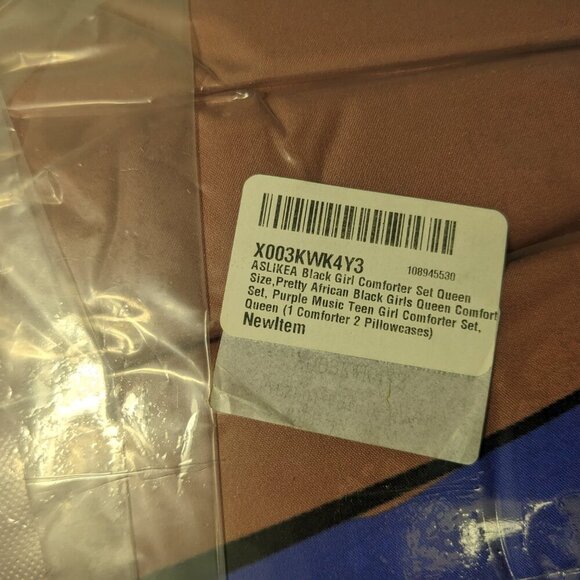 X003KWK4Y3 108945530
ASLiKEA Black Girl Comforter Set Queen
Size,Pretty African Black Girls Queen Comfort
Set, Purple Music Teen Girl Comforter Set,
Queen (1 Comforter 2 Pillowcases)
NewItem